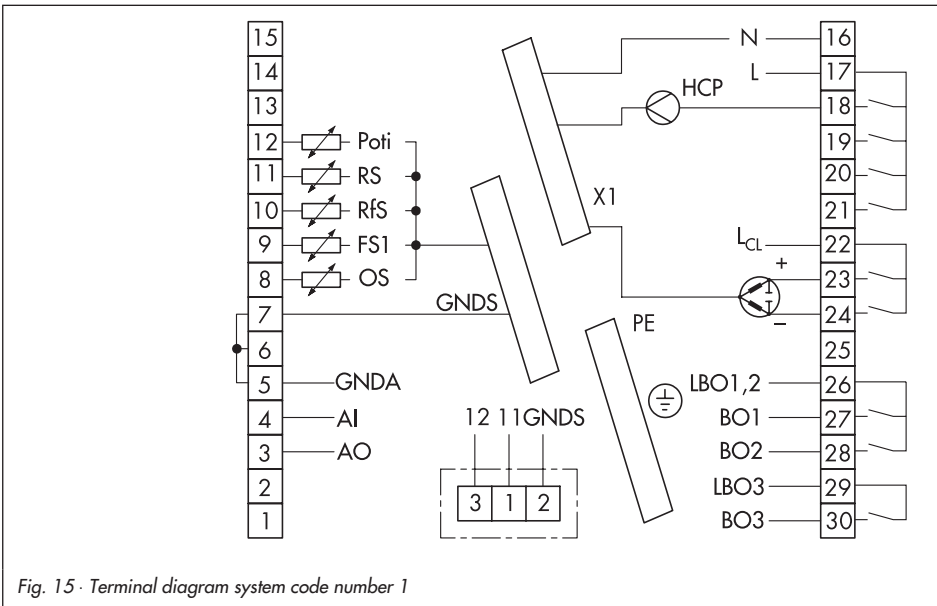 15
14
13
12 Poti
11 RS
10 RfS
9 FS1
8 OS
7 GNDS
6
5 GNDA
4 AI
3 AO
2
1
12 11 GNDS
3 1 2
X1
PE
HCP
N 16
L 17
18
19
20
21
LCL 22
+ 23
− 24
25
LBO1,2 26
BO1 27
BO2 28
LBO3 29
BO3 30
Fig. 15 · Terminal diagram system code number 1